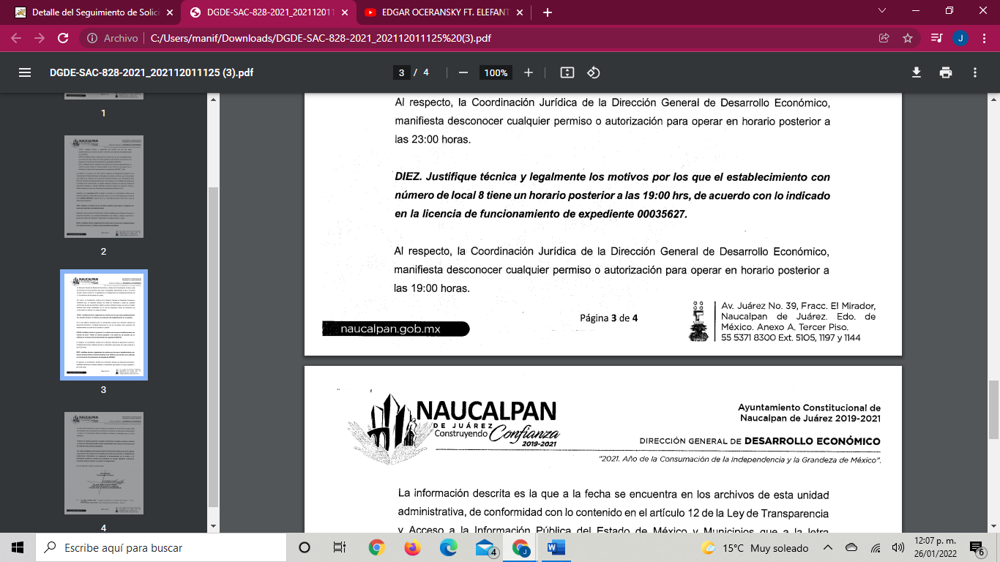 Detalle del Seguimiento de Solici
DGDE-SAC-828-2021_202112011
EDGAR OCERANSKY FT. ELEFANT
Archivo
C:/Users/manif/Downloads/DGDE-SAC-828-2021_202112011125%20(3).pdf
J
DGDE-SAC-828-2021_202112011125 (3).pdf
3 / 4
100%
1
2
3
4
Al respecto, la Coordinación Jurídica de la Dirección General de Desarrollo Económico,
manifiesta desconocer cualquier permiso o autorización para operar en horario posterior a
las 23:00 horas.
DIEZ. Jusifique técnica y legalmente los motivos por los que el establecimiento con
número de local 8 tiene un horario posterior a las 19:00 hrs, de acuerdo con lo indicado
en la licencia de funcionamiento de expediente 00035627.
Al respecto, la Coordinación Jurídica de la Dirección General de Desarrollo Económico,
manifiesta desconocer cualquier permiso o autorización para operar en horario posterior a
las 19:00 horas.
naucalpan.gob.mx
Página 3 de 4
Av. Juárez No. 39, Fracc. El Mirador,
Naucalpan de Juárez. Edo. de
México. Anexo A. Tercer Piso.
55 5371 8300 Ext. 5105, 1197 y 1144
NAUCALPAN
DE JUÁREZ
Construyendo Confianza
2019-2021
Ayuntamiento Constitucional de
Naucalpan de Juárez 2019-2021
DIRECCIÓN GENERAL DE DESARROLLO ECONÓMICO
"2021. Año de la Consumación de la Independencia y la Grandeza de México".
La información descrita es la que a la fecha se encuentra en los archivos de esta unidad
administrativa, de conformidad con lo contenido en el artículo 12 de la Ley de Transparencia
y Acceso a la Información Pública del Estado de México y Municipios que a la letra
Escribe aquí para buscar
4
J
15°C Muy soleado
12:07 p. m.
26/01/2022
6